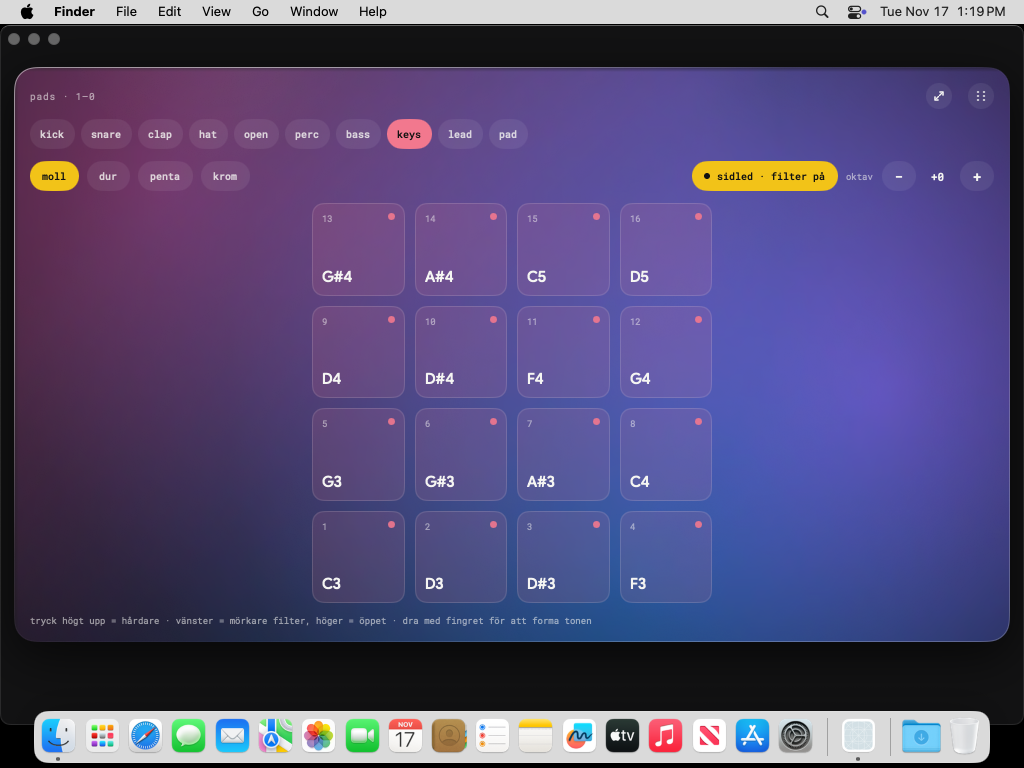 Finder File Edit View Go Window Help Tue Nov 17 1:19 PM
pads · 1–0
kick snare clap hat open perc bass keys lead pad
moll dur penta krom sidled · filter på oktav − +0 +
13 14 15 16
G#4 A#4 C5 D5
9 10 11 12
D4 D#4 F4 G4
5 6 7 8
G3 G#3 A#3 C4
1 2 3 4
C3 D3 D#3 F3
tryck högt upp = hårdare · vänster = mörkare filter, höger = öppet · dra med fingret för att forma tonen
NOV
17
tv